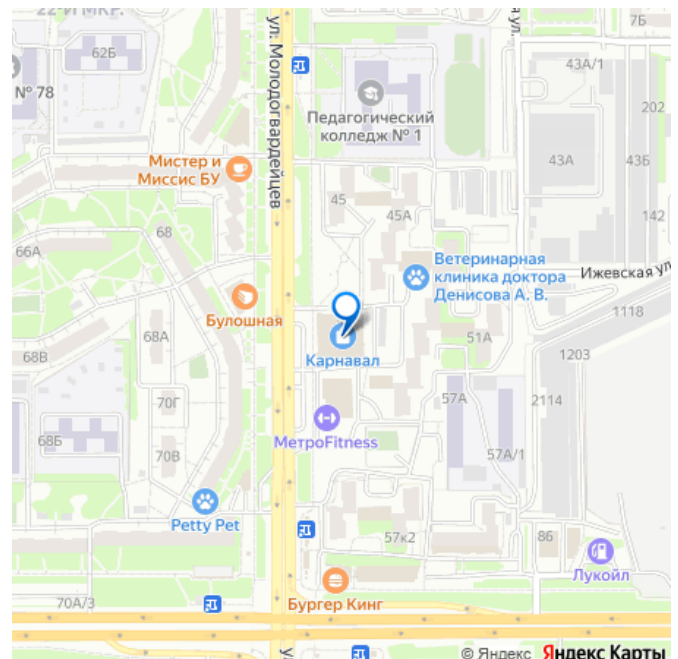 22-Й МКР.
62Б
№ 78
ул. Молодогвардейцев
Педагогический
колледж № 1
а ул.
7Б
43А/1
202
43А
43Б
142
Мистер и
Миссис БУ
45
45А
68
66А
Ветеринарная
клиника доктора
Денисова А. В.
Ижевская ул
Булошная
1118
68А
68В
Карнавал
51А
1203
70Г
57А
2114
68Б
МетроFitness
70В
57А/1
Petty Pet
57к2
86
Лукойл
70А/3
Бургер Кинг
у
© Яндекс Яндекс Карты